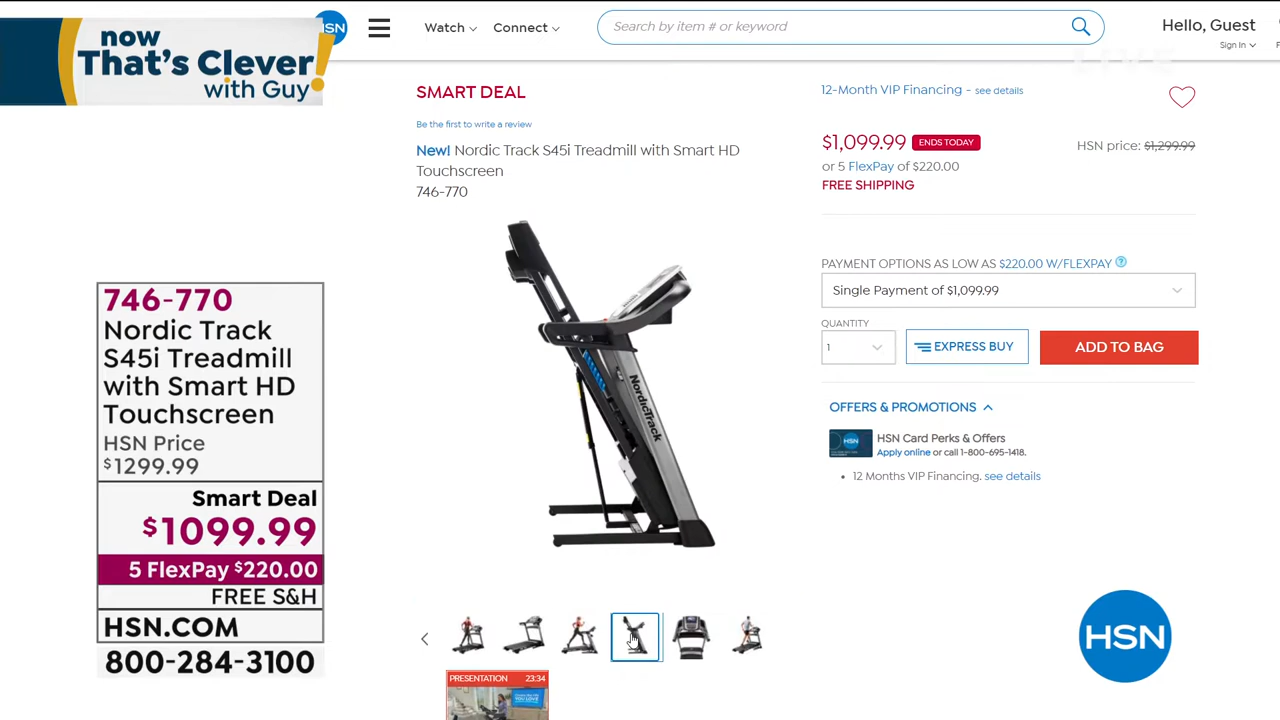 now
That's Clever!
with Guy
HSN
Watch
Connect
Search by item # or keyword
Hello, Guest
Sign In
LIVE
SMART DEAL
Be the first to write a review
New! Nordic Track S45i Treadmill with Smart HD
Touchscreen
746-770
12-Month VIP Financing - see details
$1,099.99 ENDS TODAY
HSN price: $1,299.99
or 5 FlexPay of $220.00
FREE SHIPPING
PAYMENT OPTIONS AS LOW AS $220.00 W/FLEXPAY ?
Single Payment of $1,099.99
QUANTITY
1
EXPRESS BUY
ADD TO BAG
OFFERS & PROMOTIONS
HSN
HSN Card Perks & Offers
Apply online or call 1-800-695-1418.
• 12 Months VIP Financing. see details
NordicTrack
746-770
Nordic Track
S45i Treadmill
with Smart HD
Touchscreen
HSN Price
$1299.99
Smart Deal
$1099.99
5 FlexPay $220.00
FREE S&H
HSN.COM
800-284-3100
PRESENTATION 23:34
HSN